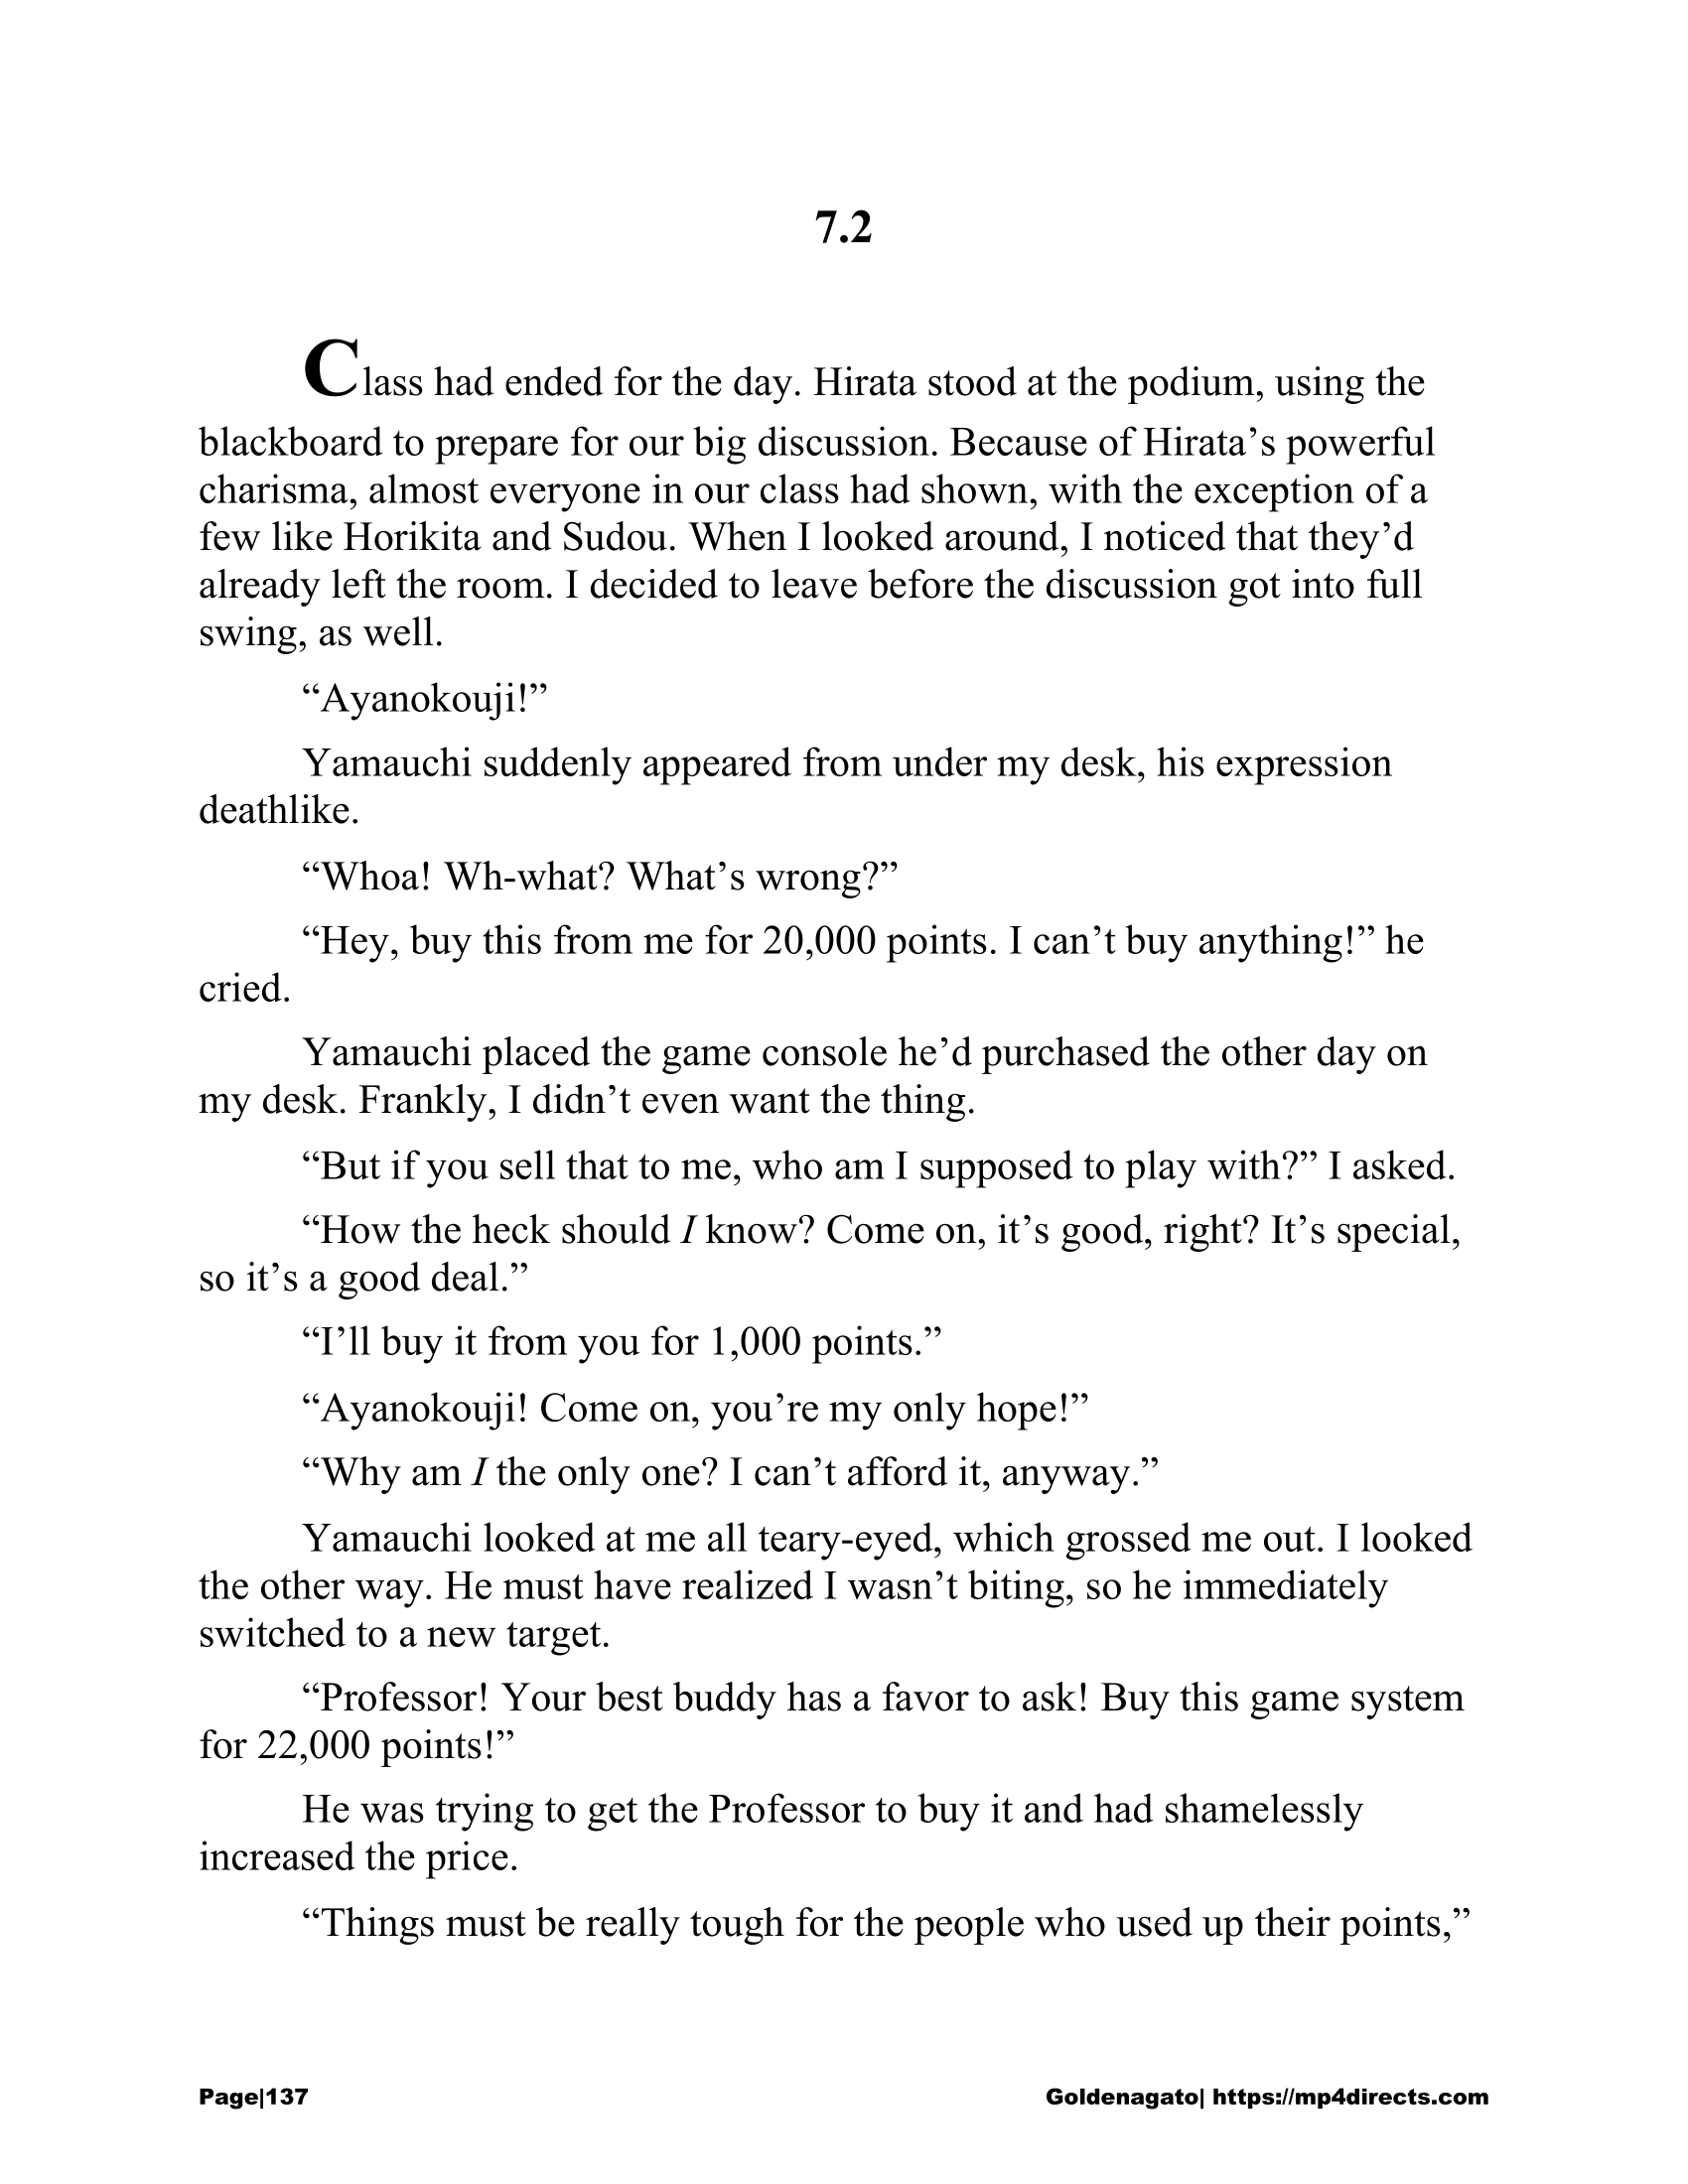 7.2
Class had ended for the day. Hirata stood at the podium, using the
blackboard to prepare for our big discussion. Because of Hirata’s powerful
charisma, almost everyone in our class had shown, with the exception of a
few like Horikita and Sudou. When I looked around, I noticed that they’d
already left the room. I decided to leave before the discussion got into full
swing, as well.
“Ayanokouji!”
Yamauchi suddenly appeared from under my desk, his expression
deathlike.
“Whoa! Wh-what? What’s wrong?”
“Hey, buy this from me for 20,000 points. I can’t buy anything!” he
cried.
Yamauchi placed the game console he’d purchased the other day on
my desk. Frankly, I didn’t even want the thing.
“But if you sell that to me, who am I supposed to play with?” I asked.
“How the heck should I know? Come on, it’s good, right? It’s special,
so it’s a good deal.”
“I’ll buy it from you for 1,000 points.”
“Ayanokouji! Come on, you’re my only hope!”
“Why am I the only one? I can’t afford it, anyway.”
Yamauchi looked at me all teary-eyed, which grossed me out. I looked
the other way. He must have realized I wasn’t biting, so he immediately
switched to a new target.
“Professor! Your best buddy has a favor to ask! Buy this game system
for 22,000 points!”
He was trying to get the Professor to buy it and had shamelessly
increased the price.
“Things must be really tough for the people who used up their points,”
Page|137 Goldenagato| https://mp4directs.com